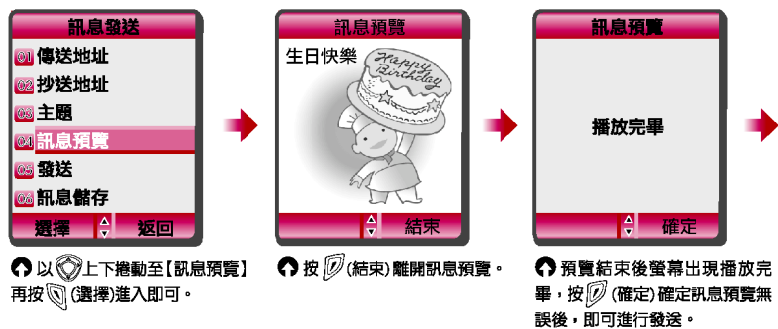 訊息發送
01 傳送地址
02 抄送地址
03 主題
04 訊息預覽
05 發送
06 訊息儲存
選擇 返回
以 上下捲動至【訊息預覽】
再按 (選擇)進入即可。
訊息預覽
生日快樂
Happy
Birthday
結束
按 (結束) 離開訊息預覽。
訊息預覽
播放完畢
確定
預覽結束後螢幕出現播放完
畢，按 (確定) 確定訊息預覽無
誤後，即可進行發送。